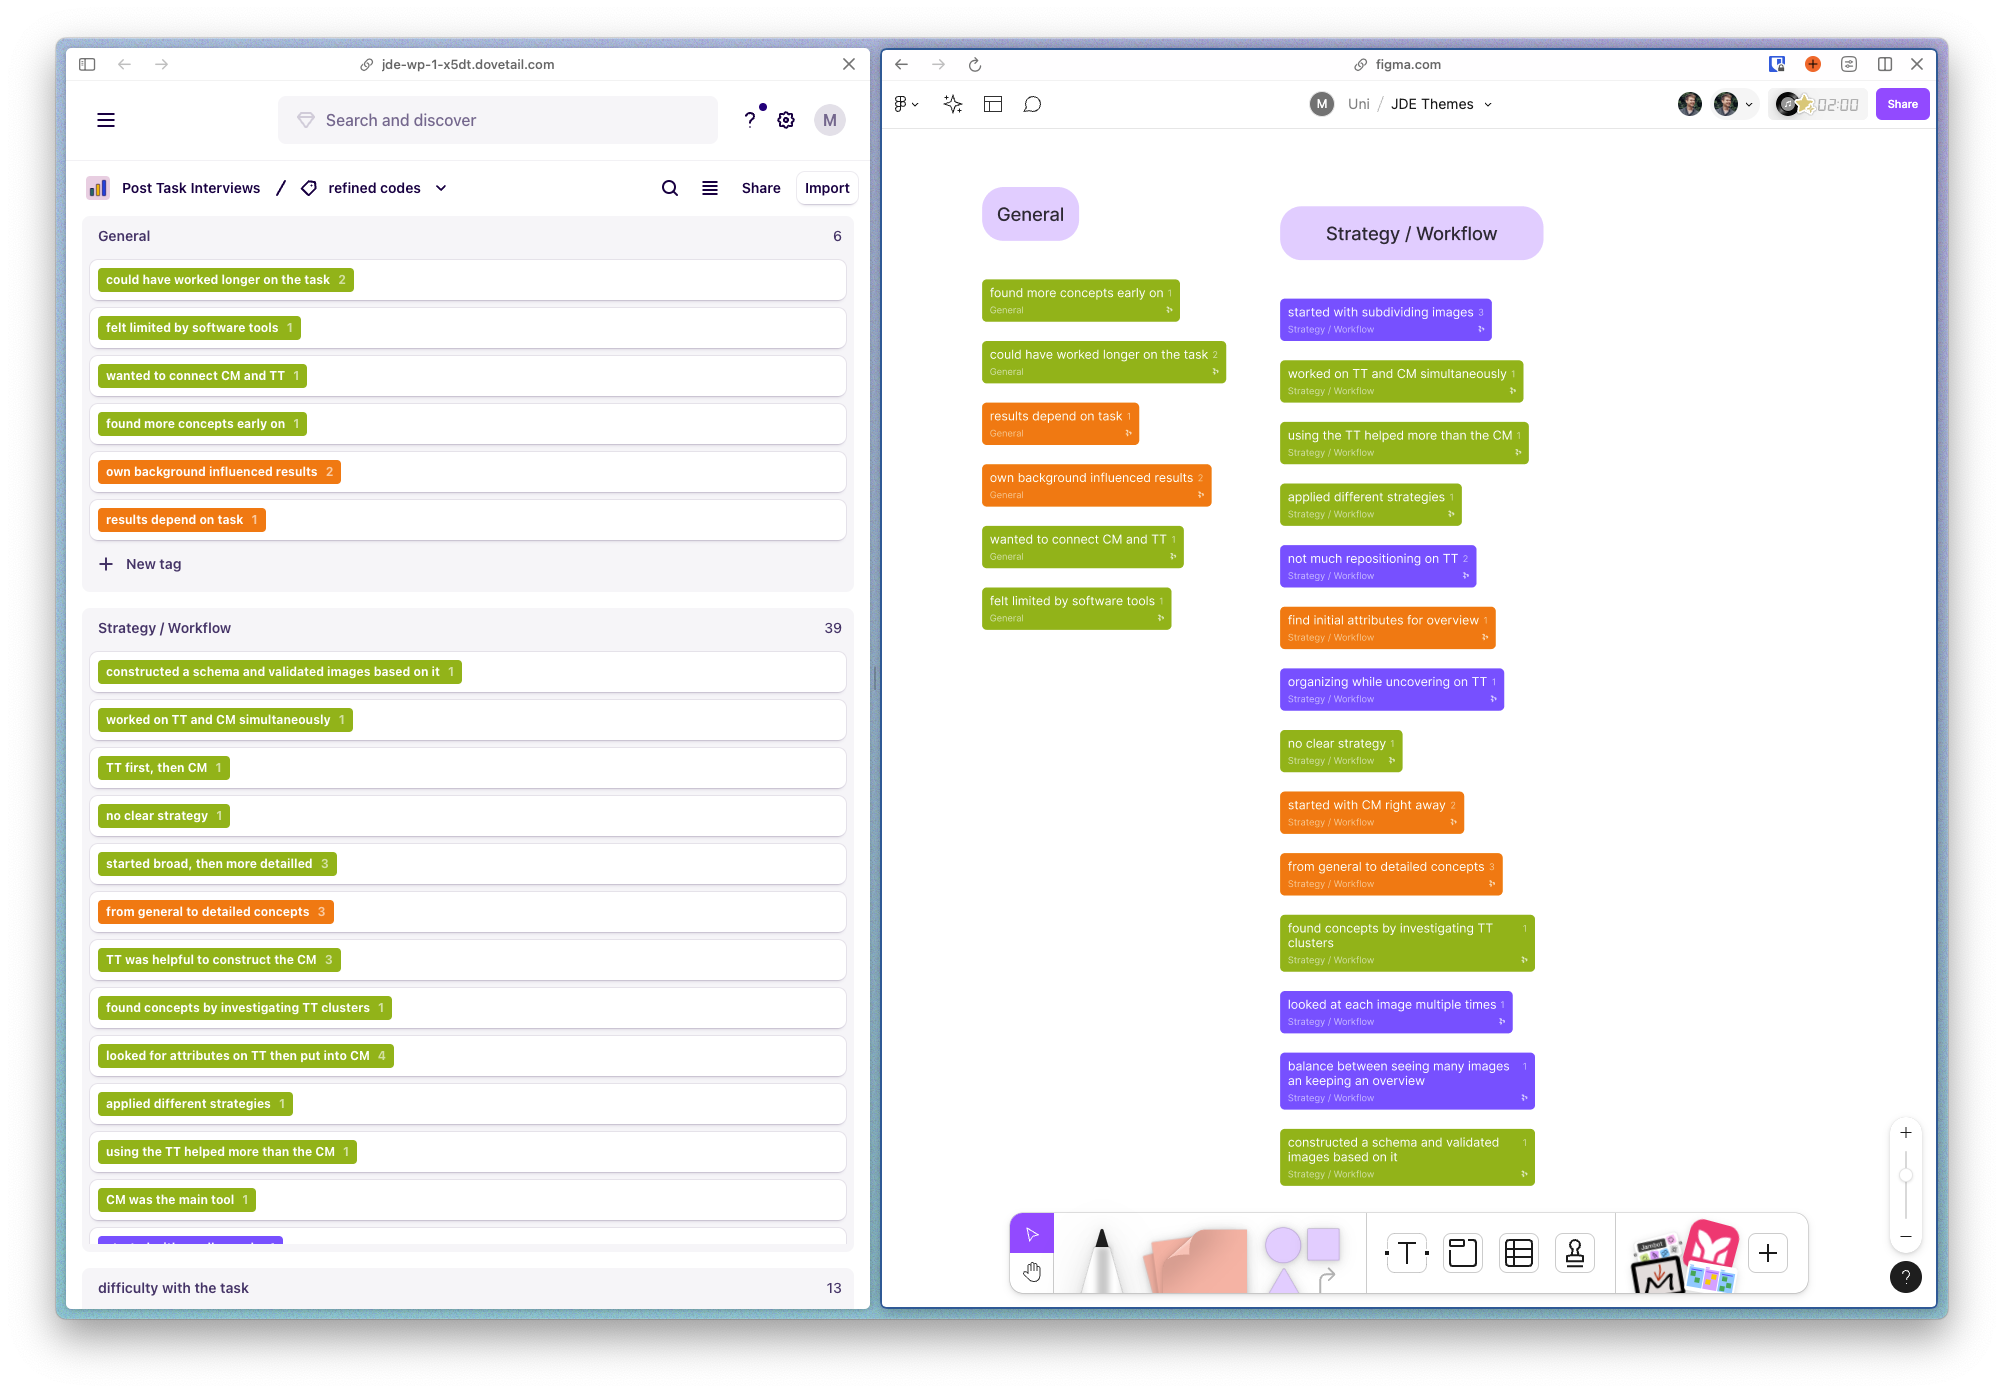 jde-wp-1-x5dt.dovetail.com
Search and discover
?
M
Post Task Interviews / refined codes
Share
Import
General 6
could have worked longer on the task 2
felt limited by software tools 1
wanted to connect CM and TT 1
found more concepts early on 1
own background influenced results 2
results depend on task 1
+ New tag
Strategy / Workflow 39
constructed a schema and validated images based on it 1
worked on TT and CM simultaneously 1
TT first, then CM 1
no clear strategy 1
started broad, then more detailled 3
from general to detailed concepts 3
TT was helpful to construct the CM 3
found concepts by investigating TT clusters 1
looked for attributes on TT then put into CM 4
applied different strategies 1
using the TT helped more than the CM 1
CM was the main tool 1
difficulty with the task 13
figma.com
M Uni / JDE Themes
02:00
Share
General
found more concepts early on 1
General
could have worked longer on the task 2
General
results depend on task 1
General
own background influenced results 2
General
wanted to connect CM and TT 1
General
felt limited by software tools 1
General
Strategy / Workflow
started with subdividing images 3
Strategy / Workflow
worked on TT and CM simultaneously 1
Strategy / Workflow
using the TT helped more than the CM 1
Strategy / Workflow
applied different strategies 1
Strategy / Workflow
not much repositioning on TT 2
Strategy / Workflow
find initial attributes for overview 1
Strategy / Workflow
organizing while uncovering on TT 1
Strategy / Workflow
no clear strategy 1
Strategy / Workflow
started with CM right away 2
Strategy / Workflow
from general to detailed concepts 3
Strategy / Workflow
found concepts by investigating TT 1
clusters
Strategy / Workflow
looked at each image multiple times 1
Strategy / Workflow
balance between seeing many images 1
an keeping an overview
Strategy / Workflow
constructed a schema and validated 1
images based on it
Strategy / Workflow
T
Jambot
+
−
?